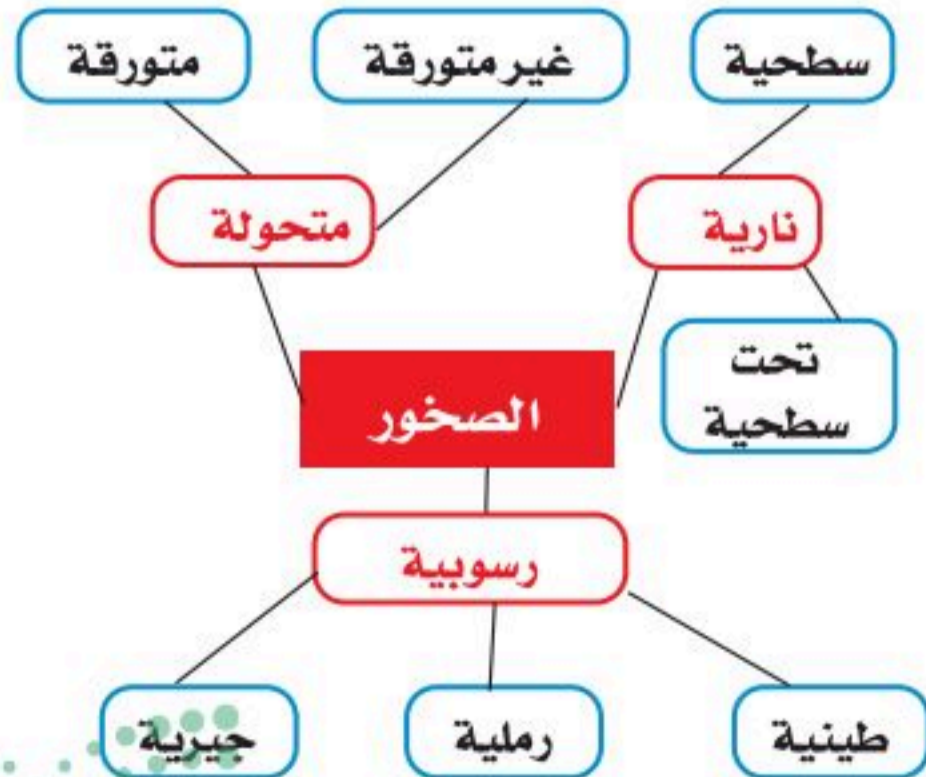 سطحية
غير متورقة
متورقة
نارية
متحولة
تحت
سطحية
الصخور
رسوبية
طينية
رملية
جيرية